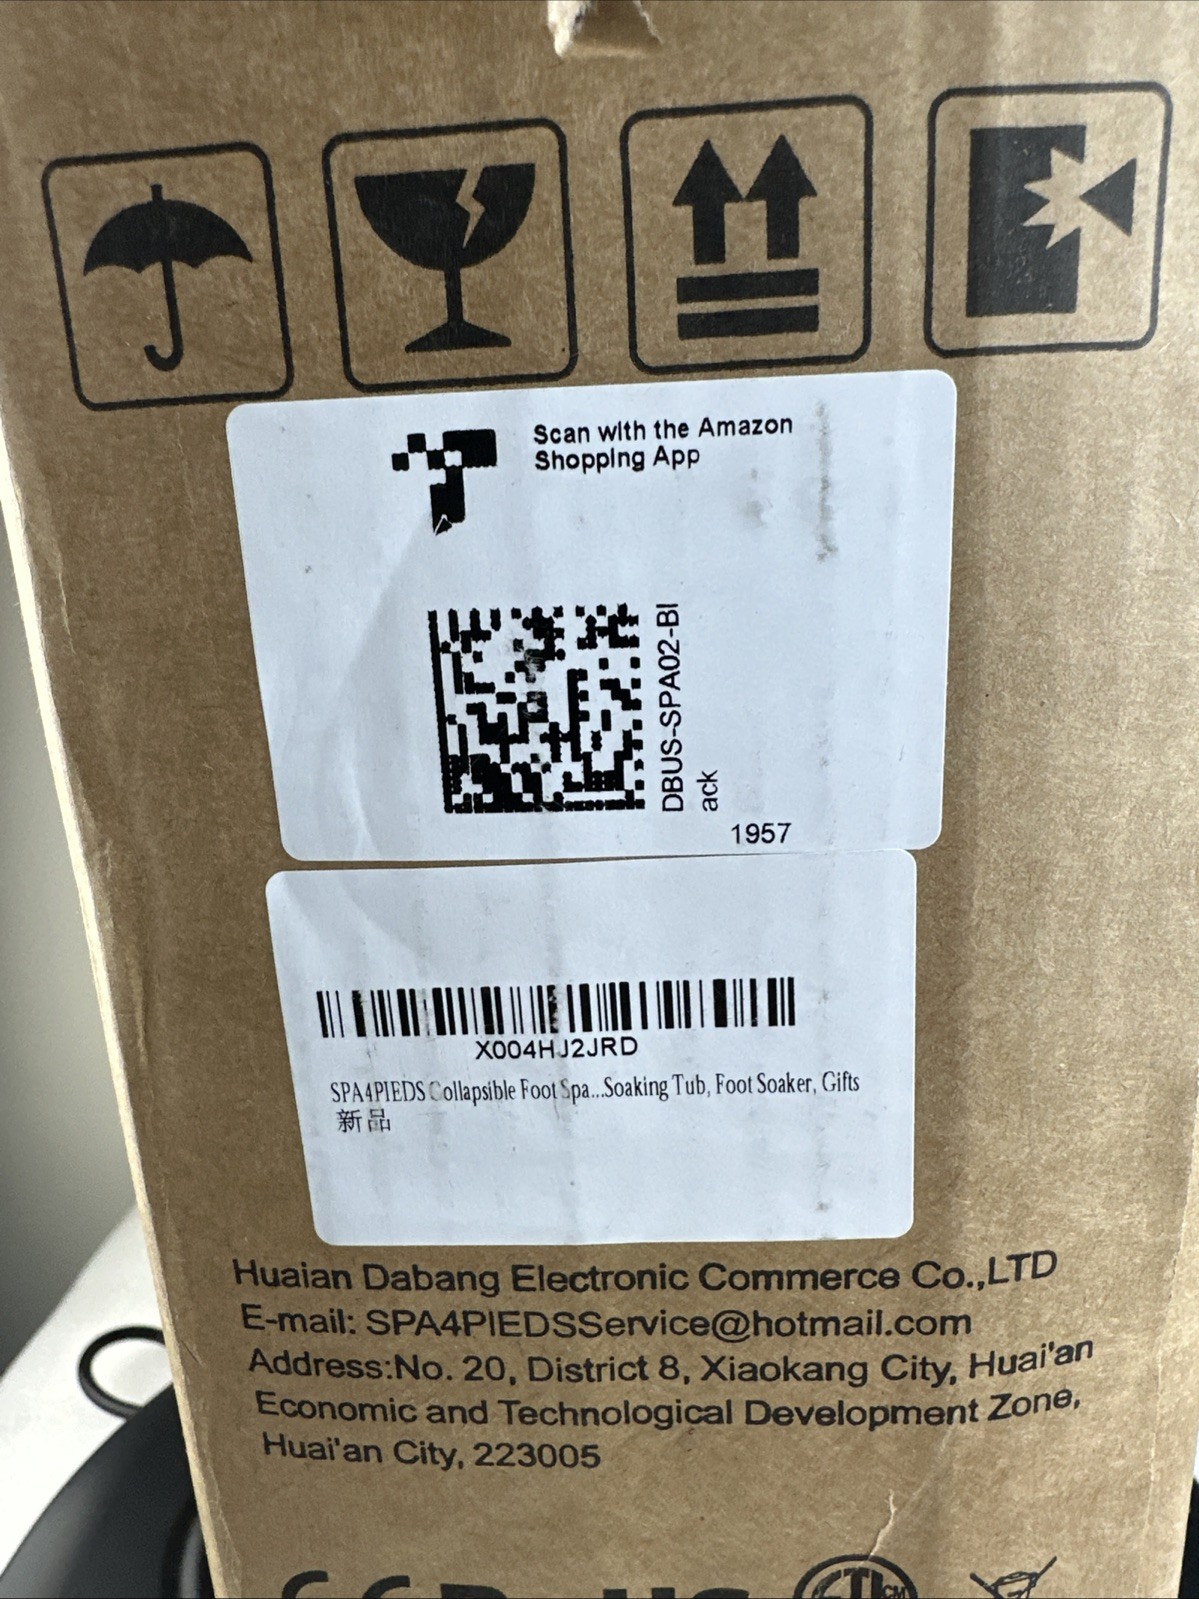 Scan with the Amazon
Shopping App
DBUS-SPA02-Bl
ack
1957
X004HJ2JRD
SPA4PIEDS Collapsible Foot Spa...Soaking Tub, Foot Soaker, Gifts
新品
Huaian Dabang Electronic Commerce Co.,LTD
E-mail: SPA4PIEDSService@hotmail.com
Address:No. 20, District 8, Xiaokang City, Huai'an
Economic and Technological Development Zone,
Huai'an City, 223005